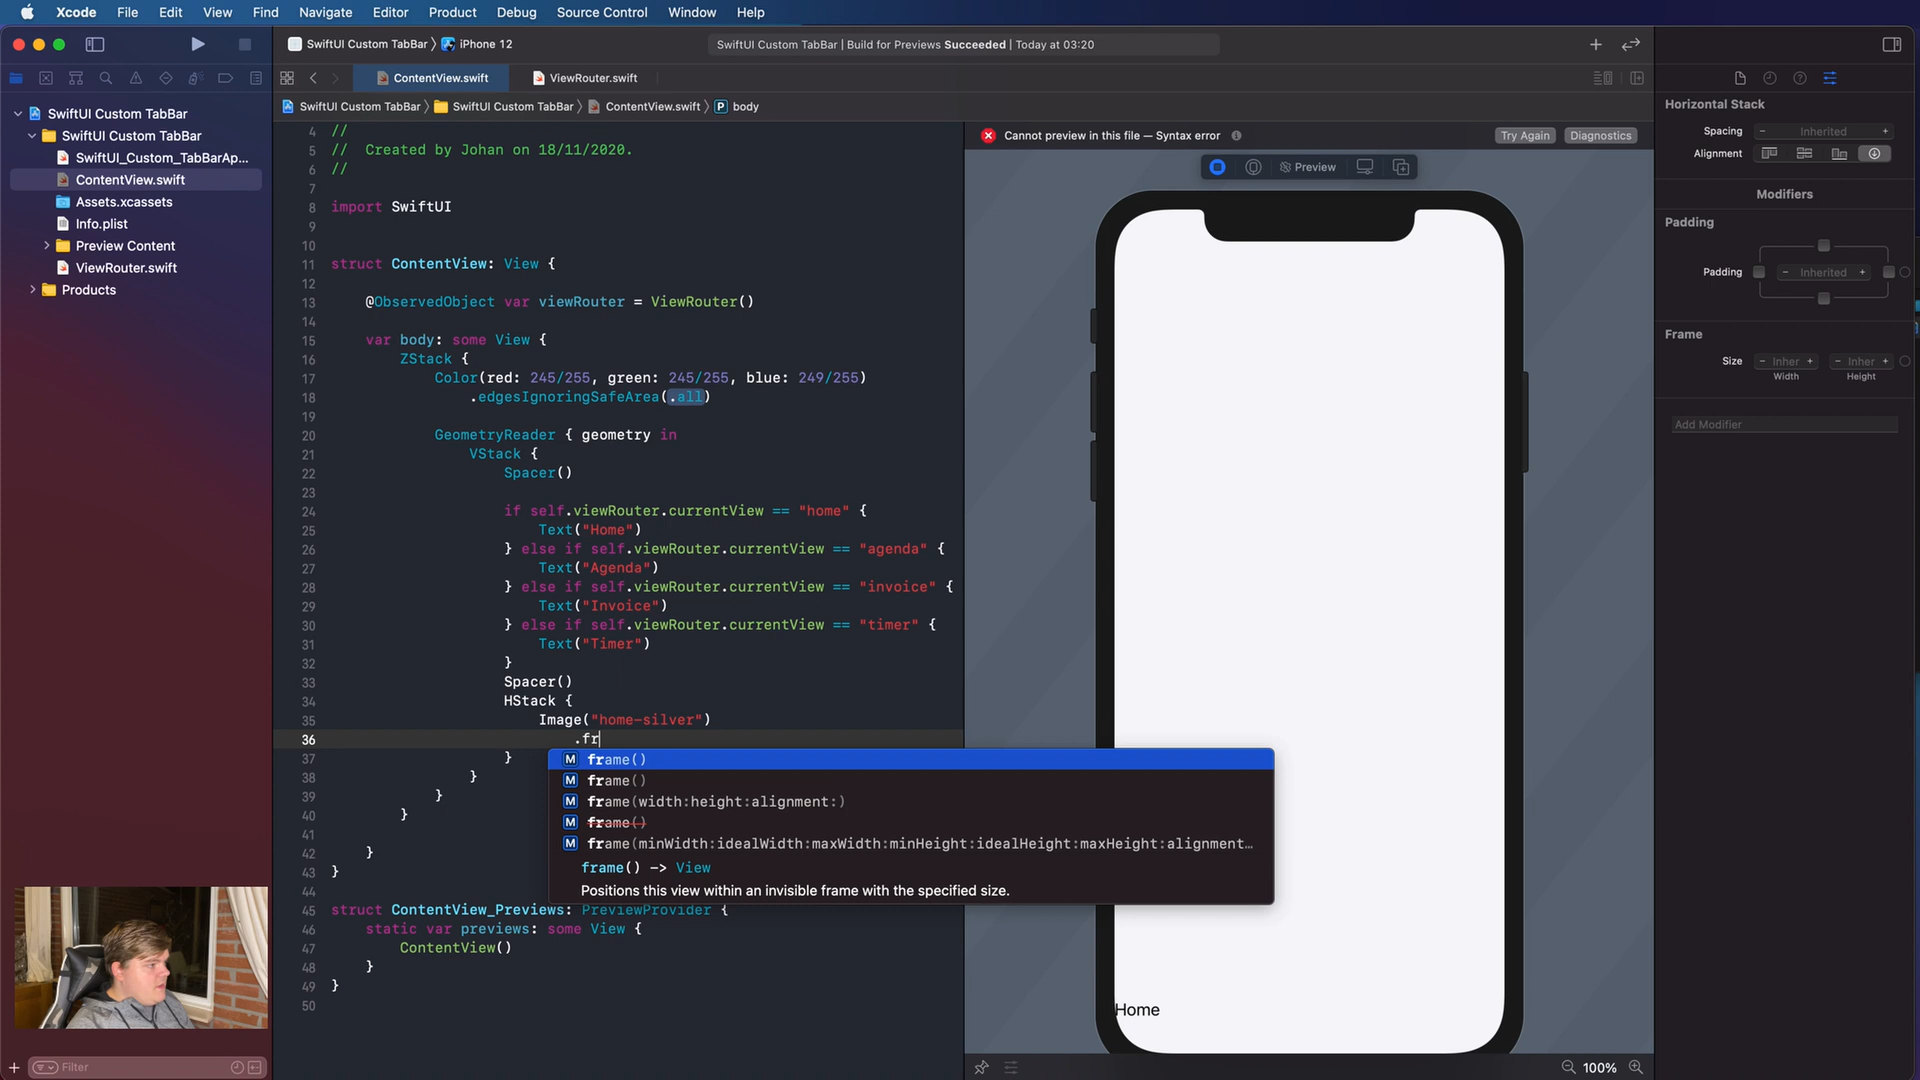 Xcode File Edit View Find Navigate Editor Product Debug Source Control Window Help
SwiftUI Custom TabBar iPhone 12
SwiftUI Custom TabBar | Build for Previews Succeeded | Today at 03:20
ContentView.swift ViewRouter.swift
SwiftUI Custom TabBar SwiftUI Custom TabBar ContentView.swift P body
SwiftUI Custom TabBar
SwiftUI Custom TabBar
SwiftUI_Custom_TabBarAp...
ContentView.swift
Assets.xcassets
Info.plist
Preview Content
ViewRouter.swift
Products
Filter
4 //
5 // Created by Johan on 18/11/2020.
6 //
7
8 import SwiftUI
9
10
11 struct ContentView: View {
12
13 @ObservedObject var viewRouter = ViewRouter()
14
15 var body: some View {
16 ZStack {
17 Color(red: 245/255, green: 245/255, blue: 249/255)
18 .edgesIgnoringSafeArea(.all)
19
20 GeometryReader { geometry in
21 VStack {
22 Spacer()
23
24 if self.viewRouter.currentView == "home" {
25 Text("Home")
26 } else if self.viewRouter.currentView == "agenda" {
27 Text("Agenda")
28 } else if self.viewRouter.currentView == "invoice" {
29 Text("Invoice")
30 } else if self.viewRouter.currentView == "timer" {
31 Text("Timer")
32 }
33 Spacer()
34 HStack {
35 Image("home-silver")
36 .fr
37 }
38 }
39 }
40 }
41
42 }
43 }
44
45 struct ContentView_Previews: PreviewProvider {
46 static var previews: some View {
47 ContentView()
48 }
49 }
50
M frame()
M frame()
M frame(width:height:alignment:)
M frame()
M frame(minWidth:idealWidth:maxWidth:minHeight:idealHeight:maxHeight:alignment...
frame() -> View
Positions this view within an invisible frame with the specified size.
Cannot preview in this file — Syntax error Try Again Diagnostics
Preview
Home
100%
Horizontal Stack
Spacing − Inherited +
Alignment
Modifiers
Padding
Padding − Inherited +
Frame
Size − Inher + − Inher +
Width Height
Add Modifier